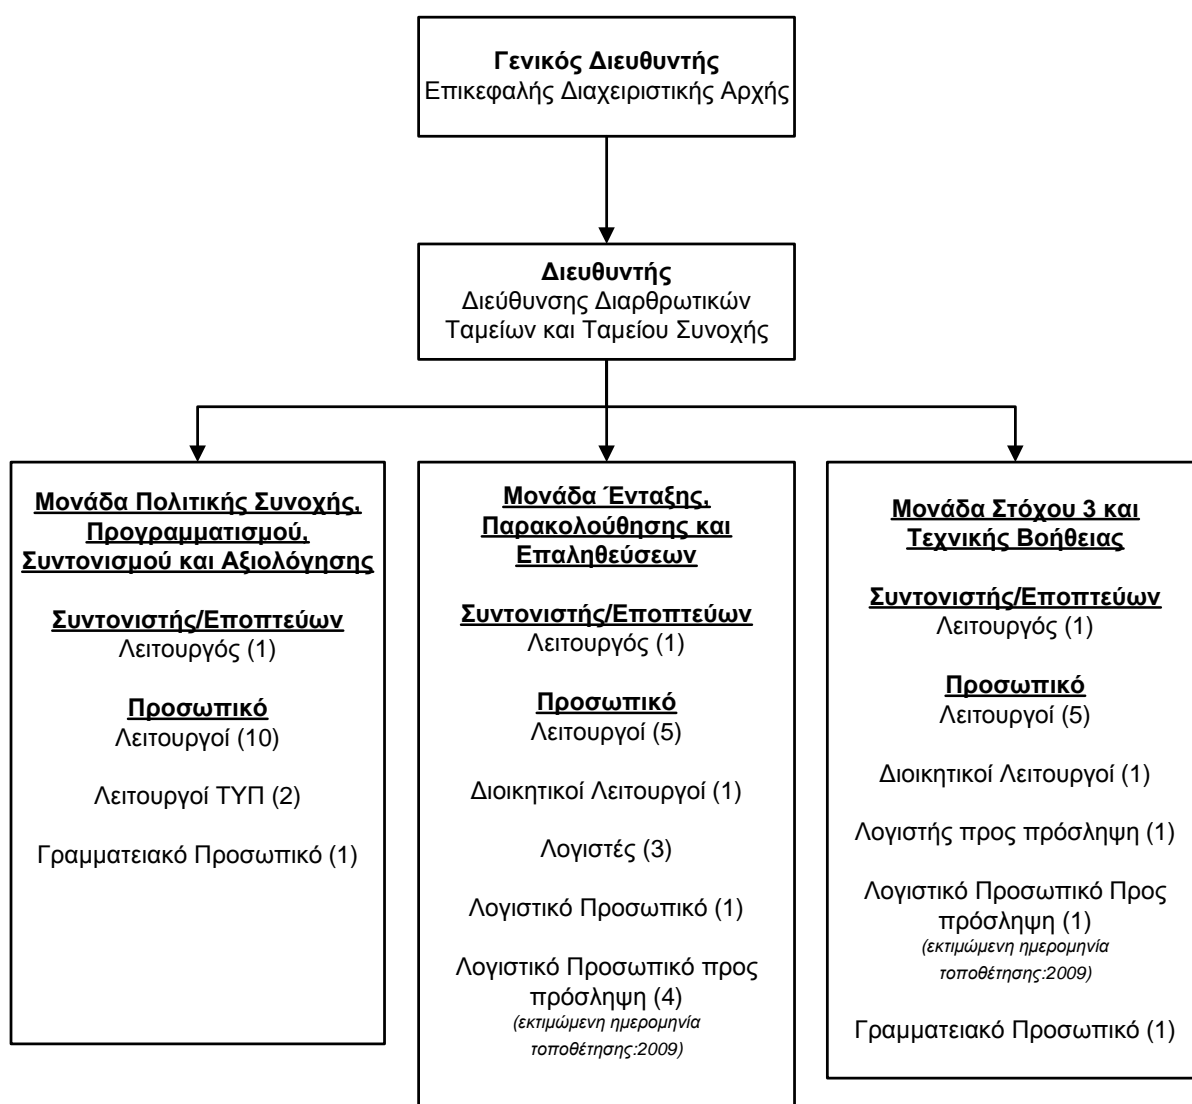 Γενικός Διευθυντής
Επικεφαλής Διαχειριστικής Αρχής
Διευθυντής
Διεύθυνσης Διαρθρωτικών
Ταμείων και Ταμείου Συνοχής
Μονάδα Πολιτικής Συνοχής,
Προγραμματισμού,
Συντονισμού και Αξιολόγησης
Συντονιστής/Εποπτεύων
Λειτουργός (1)
Προσωπικό
Λειτουργοί (10)
Λειτουργοί ΤΥΠ (2)
Γραμματειακό Προσωπικό (1)
Μονάδα Ένταξης,
Παρακολούθησης και
Επαληθεύσεων
Συντονιστής/Εποπτεύων
Λειτουργός (1)
Προσωπικό
Λειτουργοί (5)
Διοικητικοί Λειτουργοί (1)
Λογιστές (3)
Λογιστικό Προσωπικό (1)
Λογιστικό Προσωπικό προς
πρόσληψη (4)
(εκτιμώμενη ημερομηνία
τοποθέτησης:2009)
Μονάδα Στόχου 3 και
Τεχνικής Βοήθειας
Συντονιστής/Εποπτεύων
Λειτουργός (1)
Προσωπικό
Λειτουργοί (5)
Διοικητικοί Λειτουργοί (1)
Λογιστής προς πρόσληψη (1)
Λογιστικό Προσωπικό Προς
πρόσληψη (1)
(εκτιμώμενη ημερομηνία
τοποθέτησης:2009)
Γραμματειακό Προσωπικό (1)